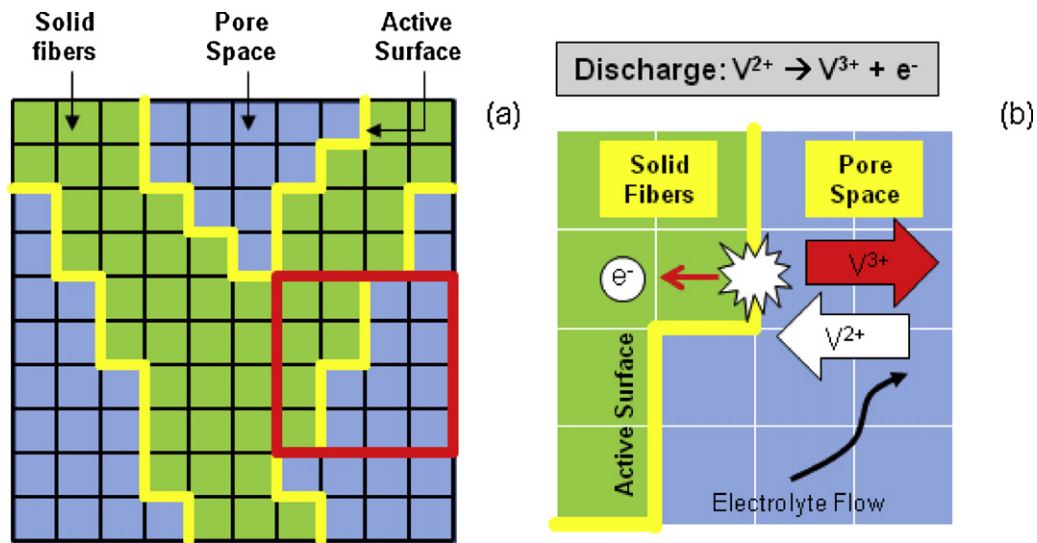 Solid
fibers
Pore
Space
Active
Surface
(a)
Discharge: V²⁺ → V³⁺ + e⁻
(b)
Solid
Fibers
Pore
Space
e⁻
V³⁺
V²⁺
Active Surface
Electrolyte Flow